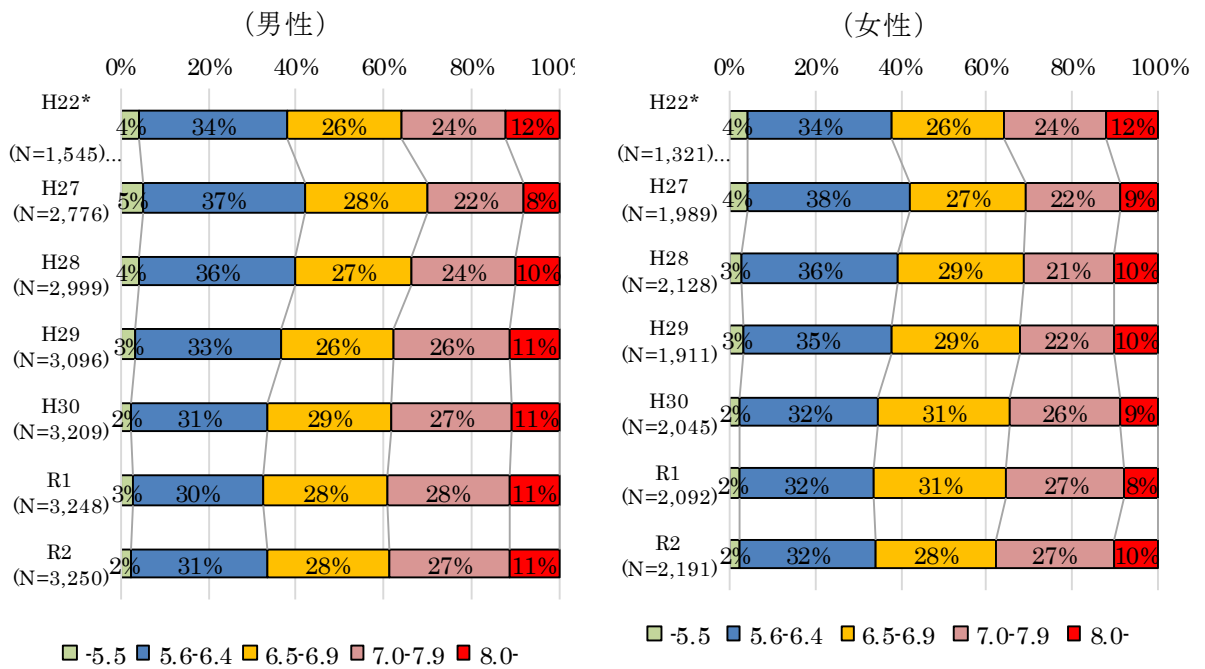 (男性)
0% 20% 40% 60% 80% 100%
H22*
4% 34% 26% 24% 12%
(N=1,545)...
H27
(N=2,776)
5% 37% 28% 22% 8%
H28
(N=2,999)
4% 36% 27% 24% 10%
H29
(N=3,096)
3% 33% 26% 26% 11%
H30
(N=3,209)
2% 31% 29% 27% 11%
R1
(N=3,248)
3% 30% 28% 28% 11%
R2
(N=3,250)
2% 31% 28% 27% 11%
-5.5 5.6-6.4 6.5-6.9 7.0-7.9 8.0-
(女性)
0% 20% 40% 60% 80% 100%
H22*
4% 34% 26% 24% 12%
(N=1,321)...
H27
(N=1,989)
4% 38% 27% 22% 9%
H28
(N=2,128)
3% 36% 29% 21% 10%
H29
(N=1,911)
3% 35% 29% 22% 10%
H30
(N=2,045)
2% 32% 31% 26% 9%
R1
(N=2,092)
2% 32% 31% 27% 8%
R2
(N=2,191)
2% 32% 28% 27% 10%
-5.5 5.6-6.4 6.5-6.9 7.0-7.9 8.0-